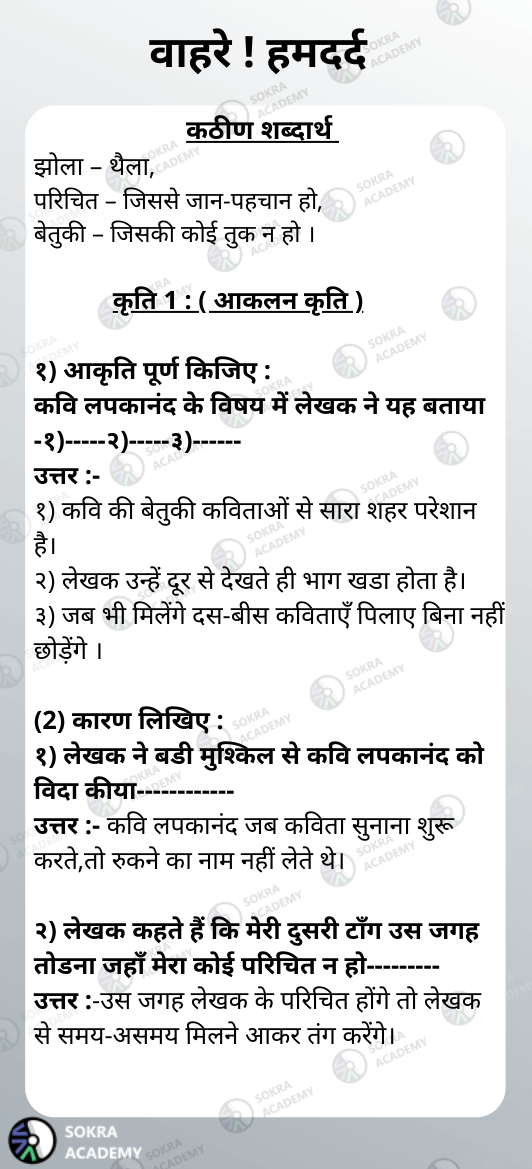 वाहरे ! हमदर्द
कठीण शब्दार्थ
झोला – थैला,
परिचित – जिससे जान-पहचान हो,
बेतुकी – जिसकी कोई तुक न हो ।
कृति 1 : ( आकलन कृति )
१) आकृति पूर्ण किजिए :
कवि लपकानंद के विषय में लेखक ने यह बताया
-१)-----२)-----३)------
उत्तर :-
१) कवि की बेतुकी कविताओं से सारा शहर परेशान
है।
२) लेखक उन्हें दूर से देखते ही भाग खडा होता है।
३) जब भी मिलेंगे दस-बीस कविताएँ पिलाए बिना नहीं
छोड़ेंगे ।
(2) कारण लिखिए :
१) लेखक ने बडी मुश्किल से कवि लपकानंद को
विदा कीया------------
उत्तर :- कवि लपकानंद जब कविता सुनाना शुरू
करते,तो रुकने का नाम नहीं लेते थे।
२) लेखक कहते हैं कि मेरी दुसरी टाँग उस जगह
तोडना जहाँ मेरा कोई परिचित न हो---------
उत्तर :-उस जगह लेखक के परिचित होंगे तो लेखक
से समय-असमय मिलने आकर तंग करेंगे।
SOKRA
ACADEMY